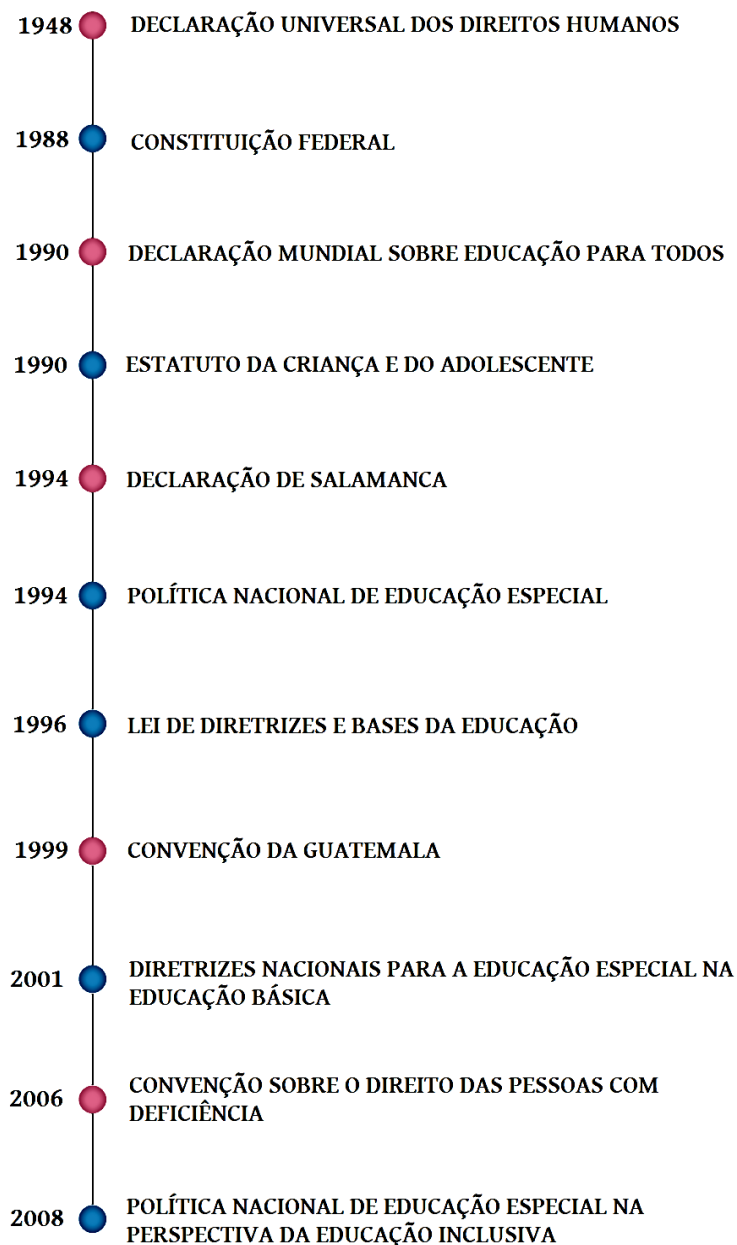 1948 DECLARAÇÃO UNIVERSAL DOS DIREITOS HUMANOS
1988 CONSTITUIÇÃO FEDERAL
1990 DECLARAÇÃO MUNDIAL SOBRE EDUCAÇÃO PARA TODOS
1990 ESTATUTO DA CRIANÇA E DO ADOLESCENTE
1994 DECLARAÇÃO DE SALAMANCA
1994 POLÍTICA NACIONAL DE EDUCAÇÃO ESPECIAL
1996 LEI DE DIRETRIZES E BASES DA EDUCAÇÃO
1999 CONVENÇÃO DA GUATEMALA
2001 DIRETRIZES NACIONAIS PARA A EDUCAÇÃO ESPECIAL NA
EDUCAÇÃO BÁSICA
2006 CONVENÇÃO SOBRE O DIREITO DAS PESSOAS COM
DEFICIÊNCIA
2008 POLÍTICA NACIONAL DE EDUCAÇÃO ESPECIAL NA
PERSPECTIVA DA EDUCAÇÃO INCLUSIVA